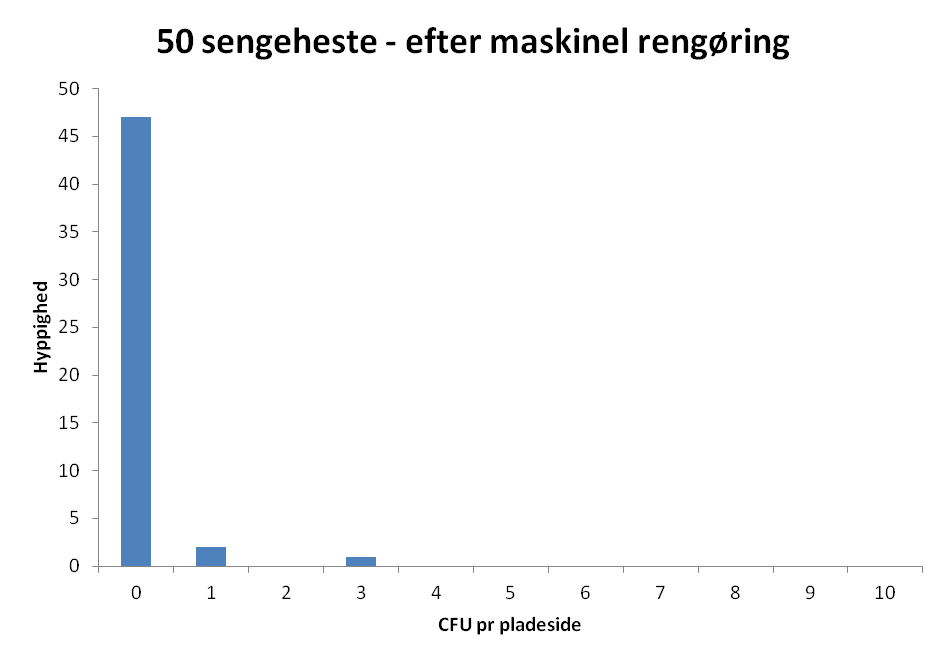 50 sengeheste - efter maskinel rengøring
50
45
40
35
30
25
20
15
10
5
0
Hyppighed
0 1 2 3 4 5 6 7 8 9 10
CFU pr pladeside